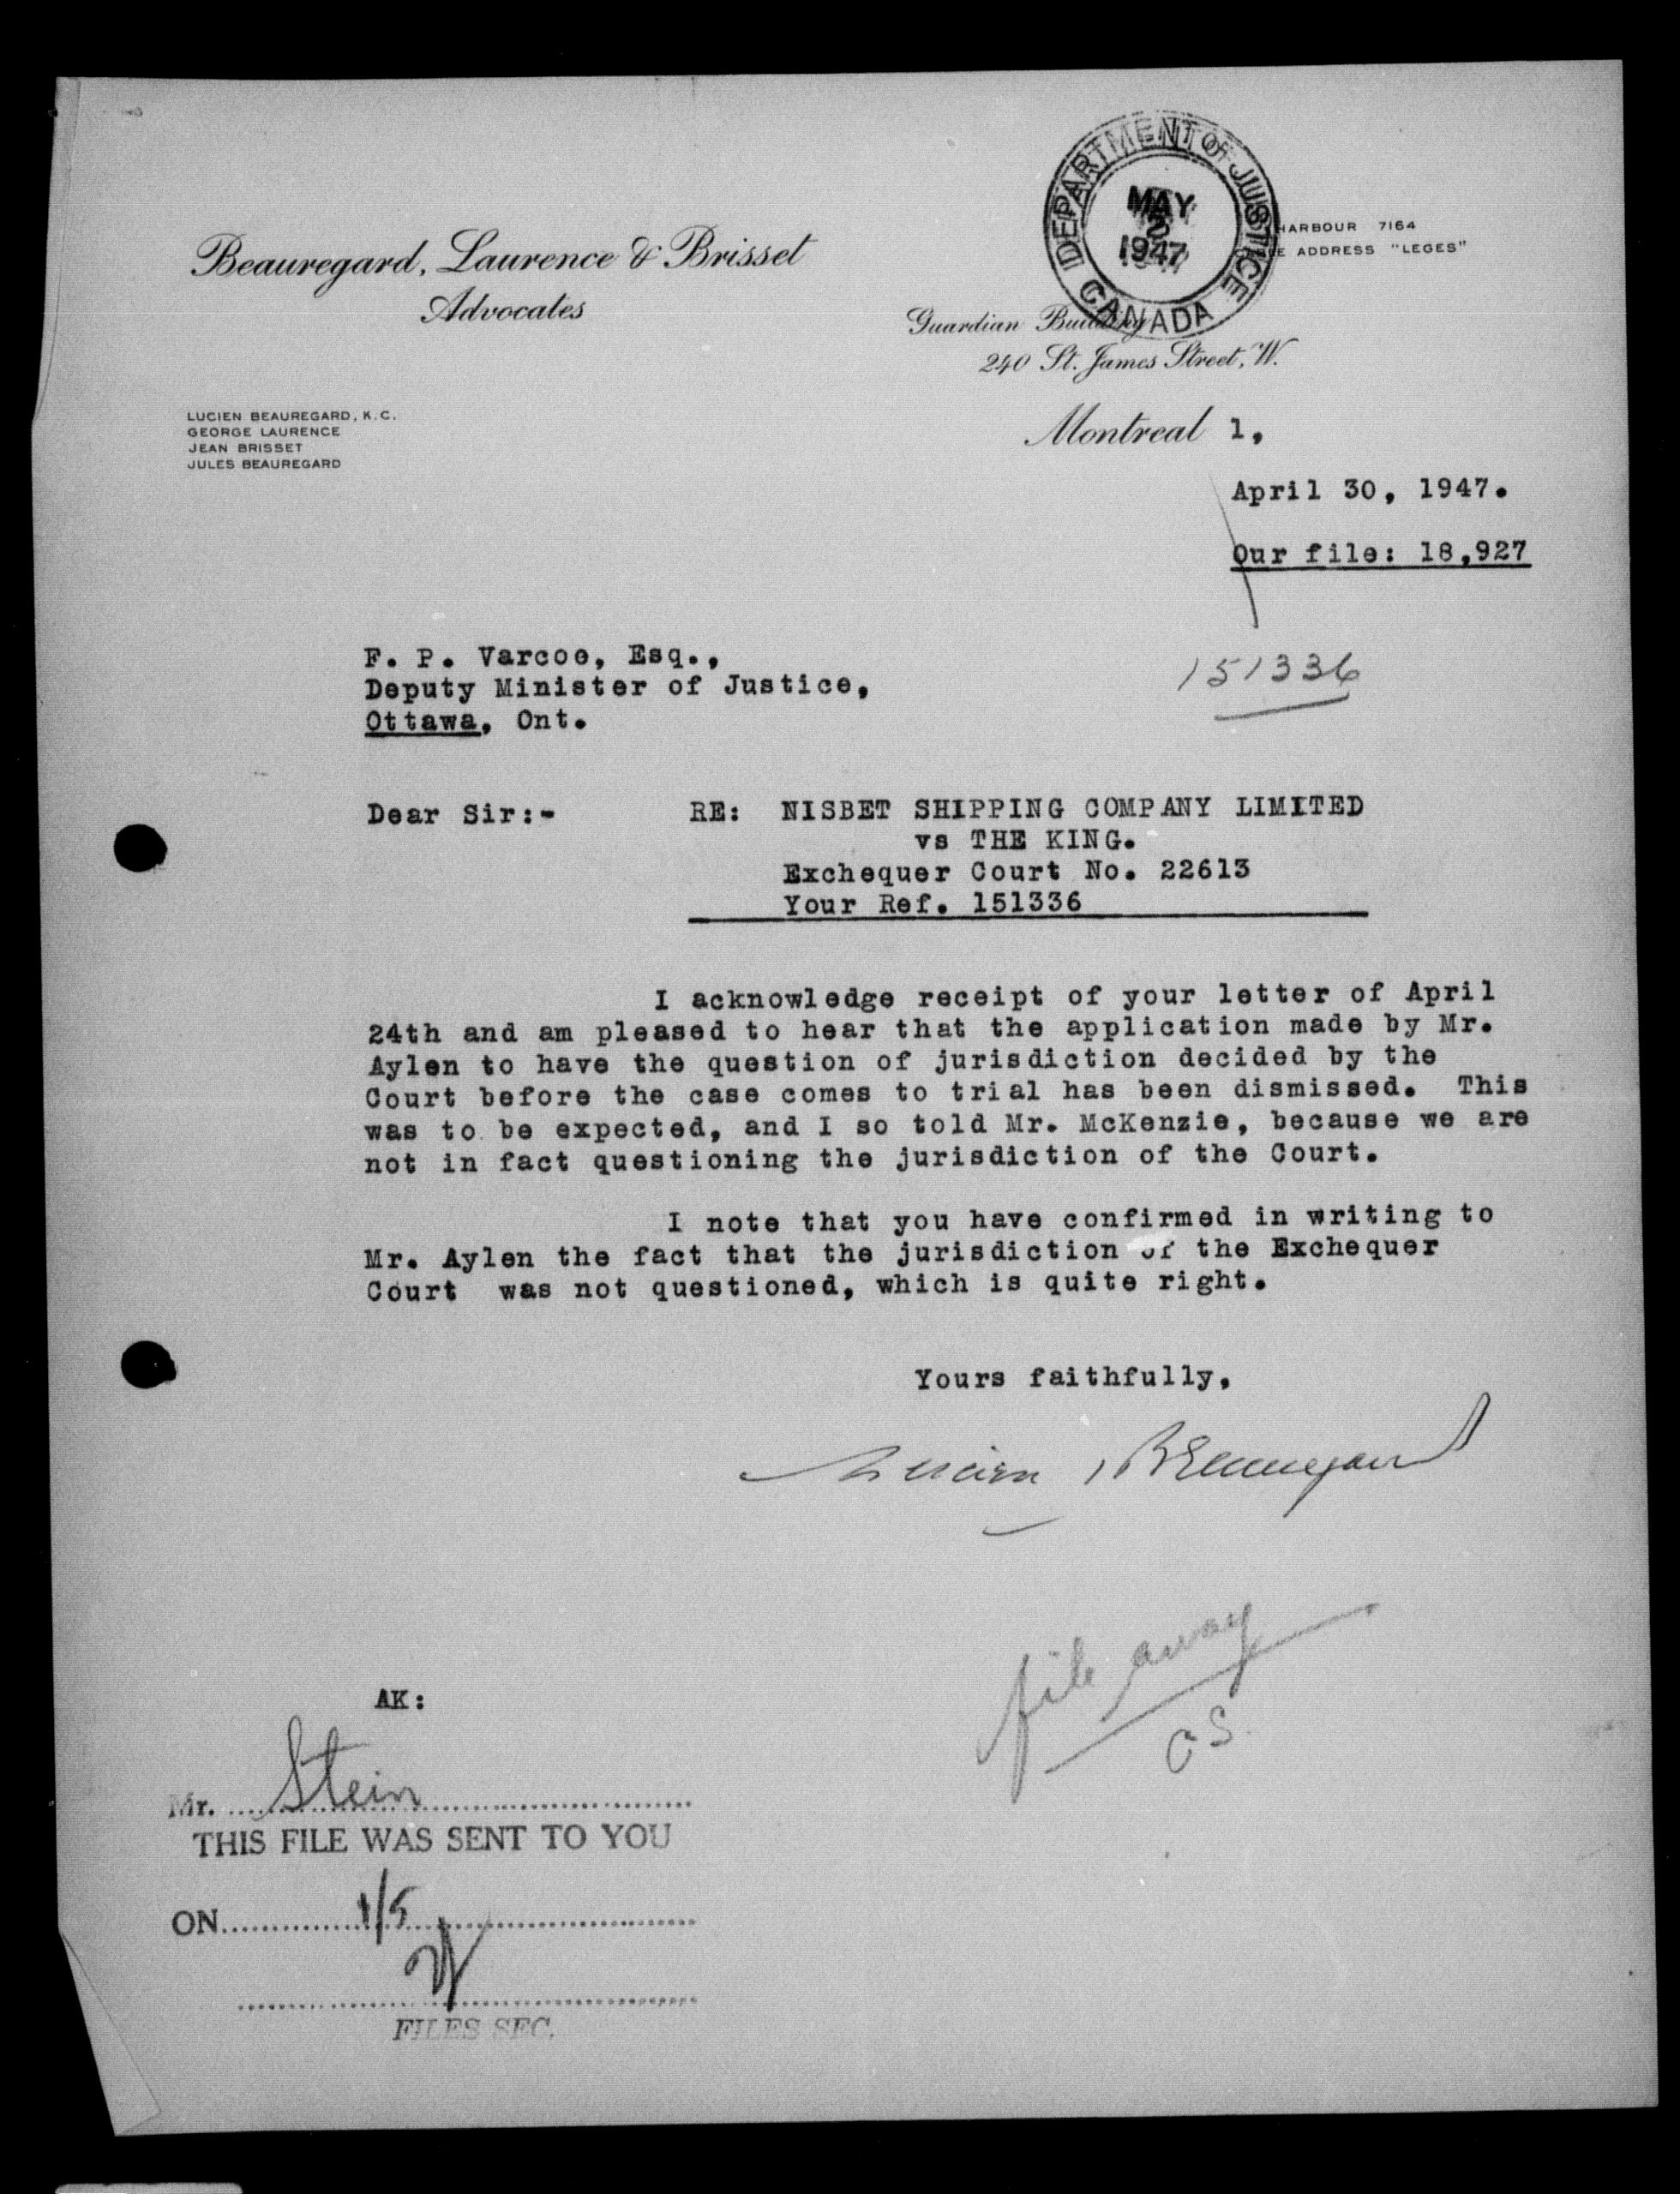 DEPARTMENT OF JUSTICE
MAY
2
1947
CANADA
HARBOUR 7164
ADDRESS "LEGES"
Beauregard, Laurence & Brisset
Advocates
Guardian Building
240 St. James Street, W.
LUCIEN BEAUREGARD, K.C.
GEORGE LAURENCE
JEAN BRISSET
JULES BEAUREGARD
Montreal 1,
April 30, 1947.
Our file: 18,927
F. P. Varcoe, Esq.,
Deputy Minister of Justice,
Ottawa, Ont.
151336
Dear Sir:- RE: NISBET SHIPPING COMPANY LIMITED
vs THE KING.
Exchequer Court No. 22613
Your Ref. 151336
I acknowledge receipt of your letter of April
24th and am pleased to hear that the application made by Mr.
Aylen to have the question of jurisdiction decided by the
Court before the case comes to trial has been dismissed. This
was to be expected, and I so told Mr. McKenzie, because we are
not in fact questioning the jurisdiction of the Court.
I note that you have confirmed in writing to
Mr. Aylen the fact that the jurisdiction of the Exchequer
Court was not questioned, which is quite right.
Yours faithfully,
Lucien Beauregard
file away
CS
AK:
Mr. Stein
THIS FILE WAS SENT TO YOU
ON 1/5
FILES SEC.